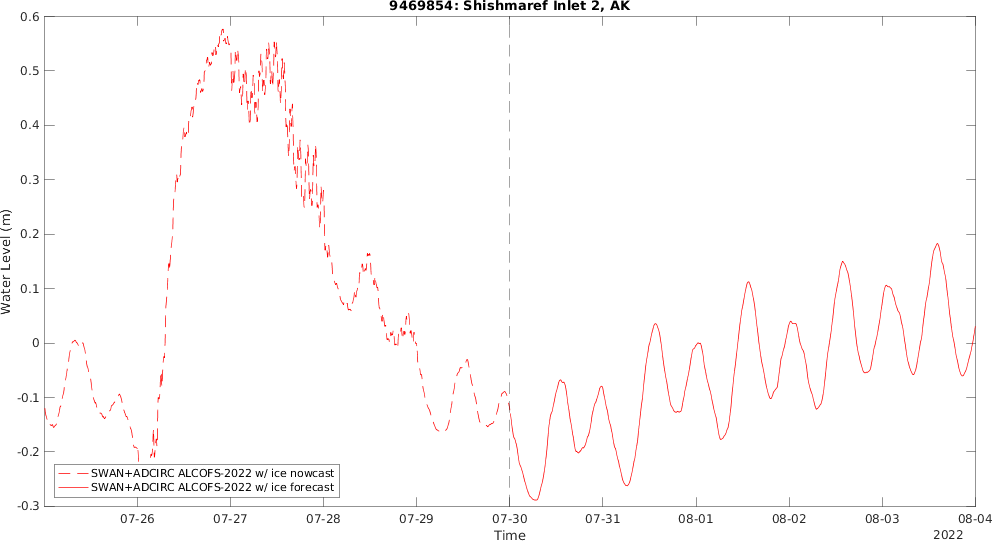 9469854: Shishmaref Inlet 2, AK
0.6
0.5
0.4
0.3
0.2
0.1
0
-0.1
-0.2
-0.3
Water Level (m)
SWAN+ADCIRC ALCOFS-2022 w/ ice nowcast
SWAN+ADCIRC ALCOFS-2022 w/ ice forecast
07-26 07-27 07-28 07-29 07-30 07-31 08-01 08-02 08-03 08-04
Time
2022